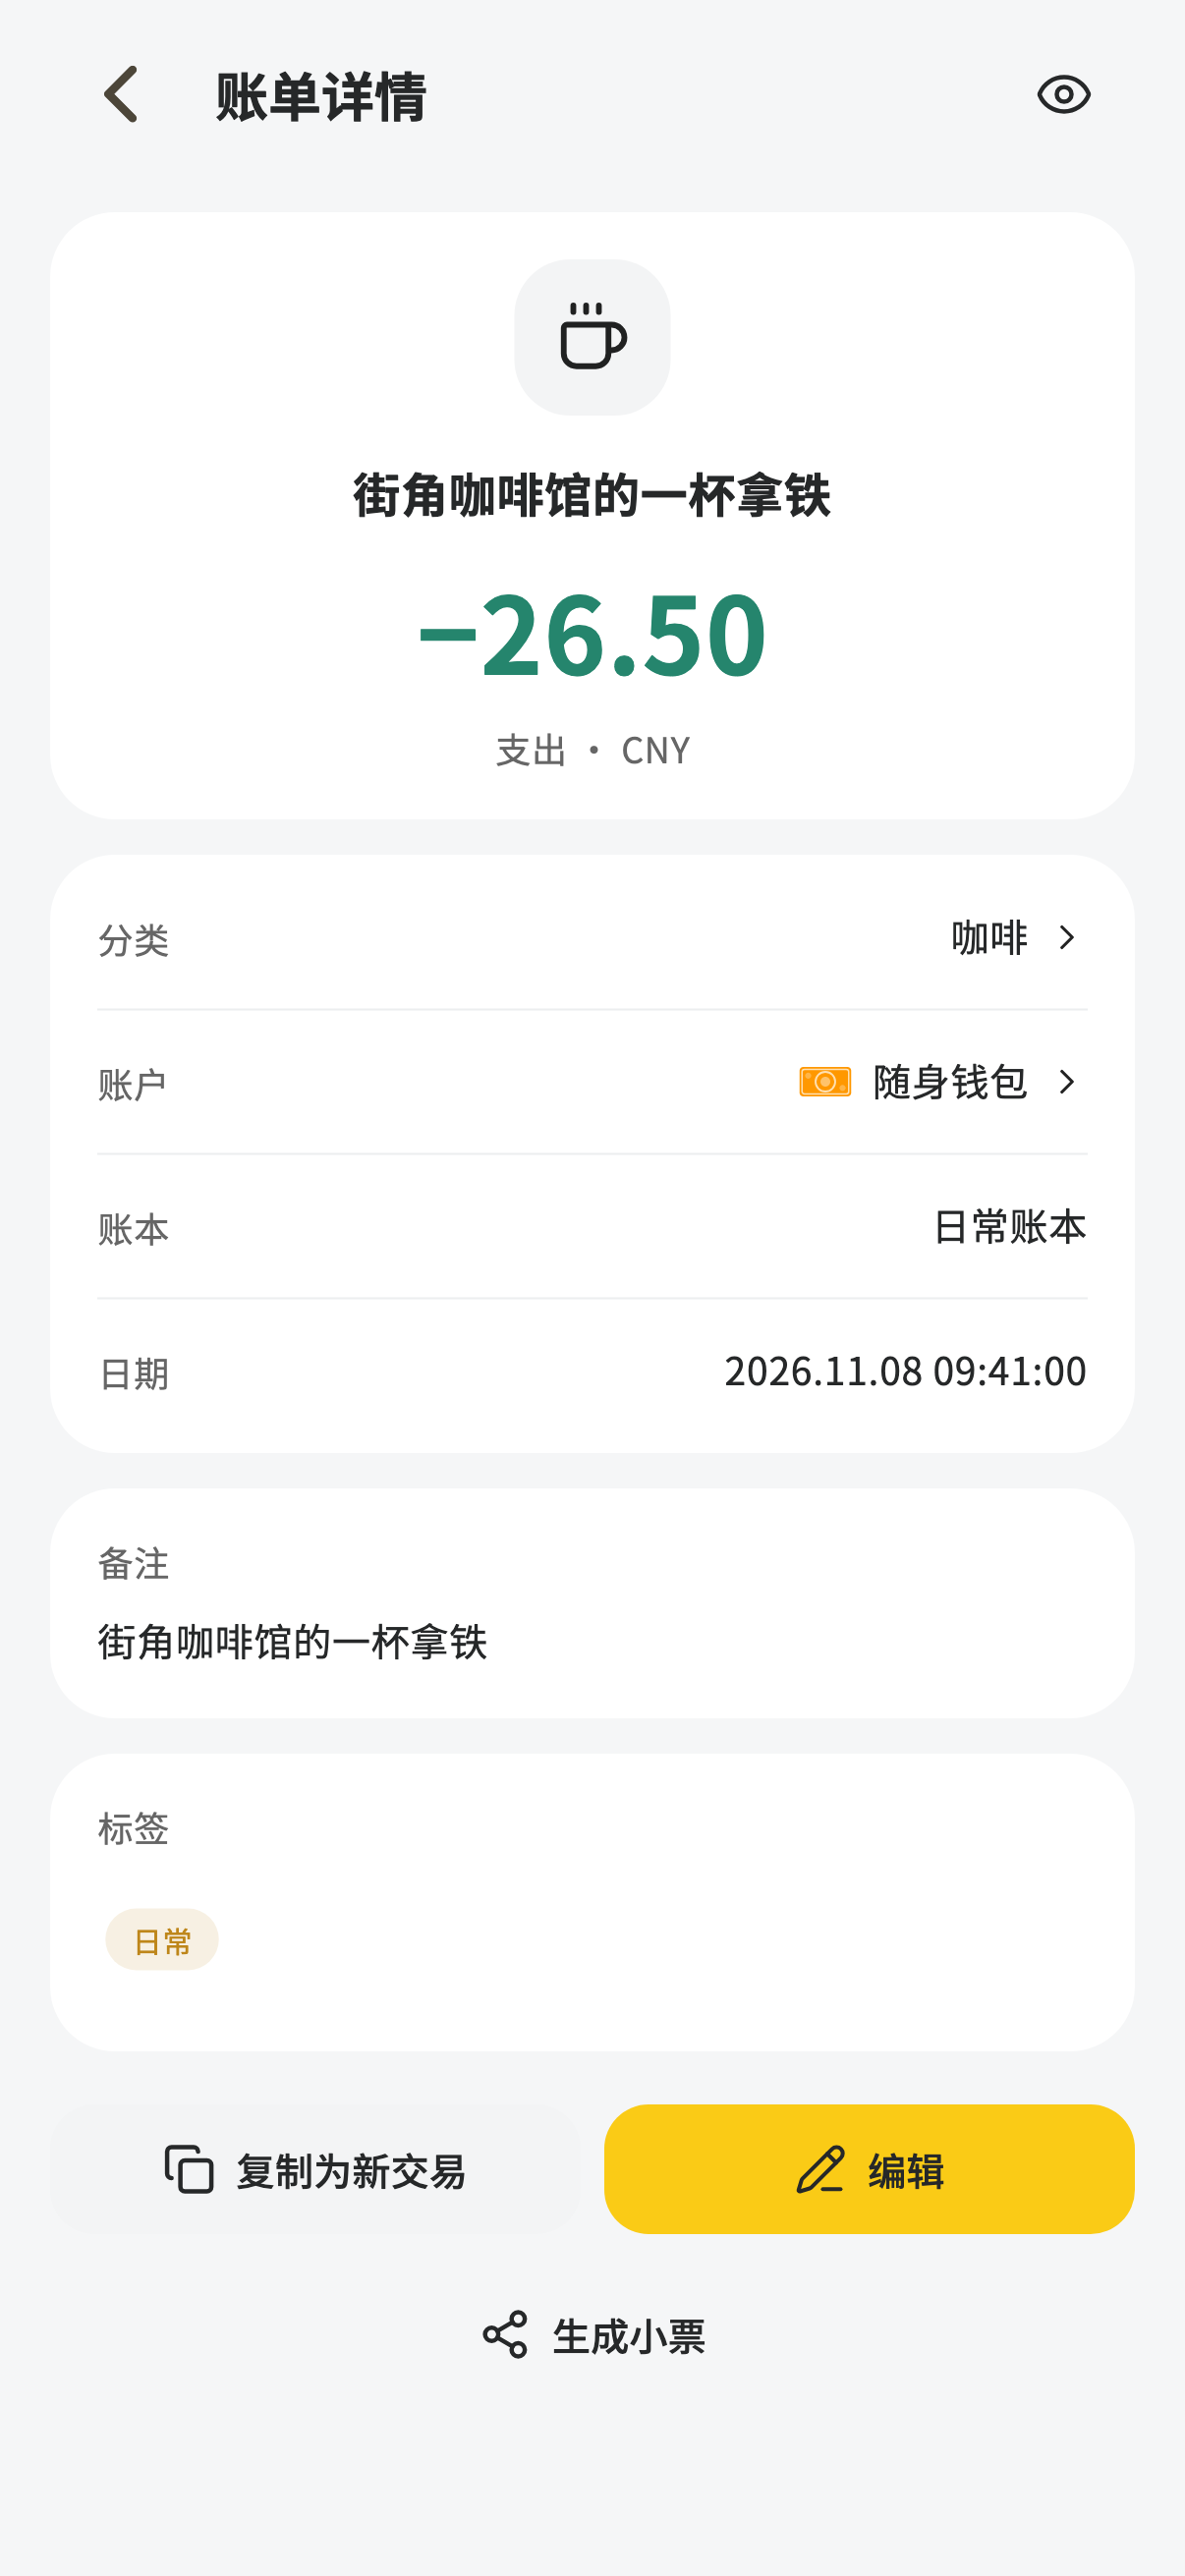 账单详情
街角咖啡馆的一杯拿铁
−26.50
支出 · CNY
分类 咖啡
账户 随身钱包
账本 日常账本
日期 2026.11.08 09:41:00
备注
街角咖啡馆的一杯拿铁
标签
日常
复制为新交易 编辑
生成小票